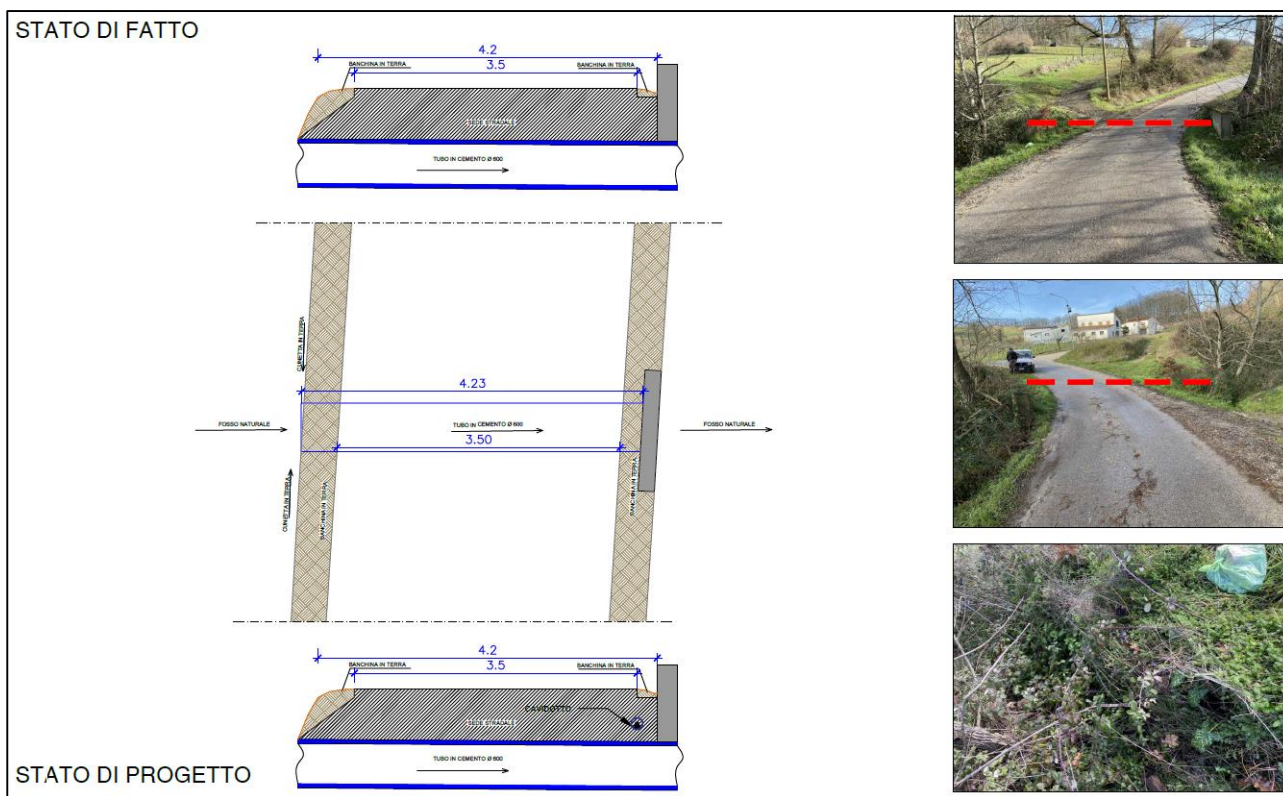 STATO DI FATTO
4.2
BANCHINA IN TERRA
BANCHINA IN TERRA
3.5
SEDE STRADALE
TUBO IN CEMENTO Ø 600
CUNETTA IN TERRA
4.23
FOSSO NATURALE
TUBO IN CEMENTO Ø 600
FOSSO NATURALE
3.50
CUNETTA IN TERRA
BANCHINA IN TERRA
BANCHINA IN TERRA
4.2
BANCHINA IN TERRA
BANCHINA IN TERRA
3.5
CAVIDOTTO
SEDE STRADALE
TUBO IN CEMENTO Ø 600
STATO DI PROGETTO